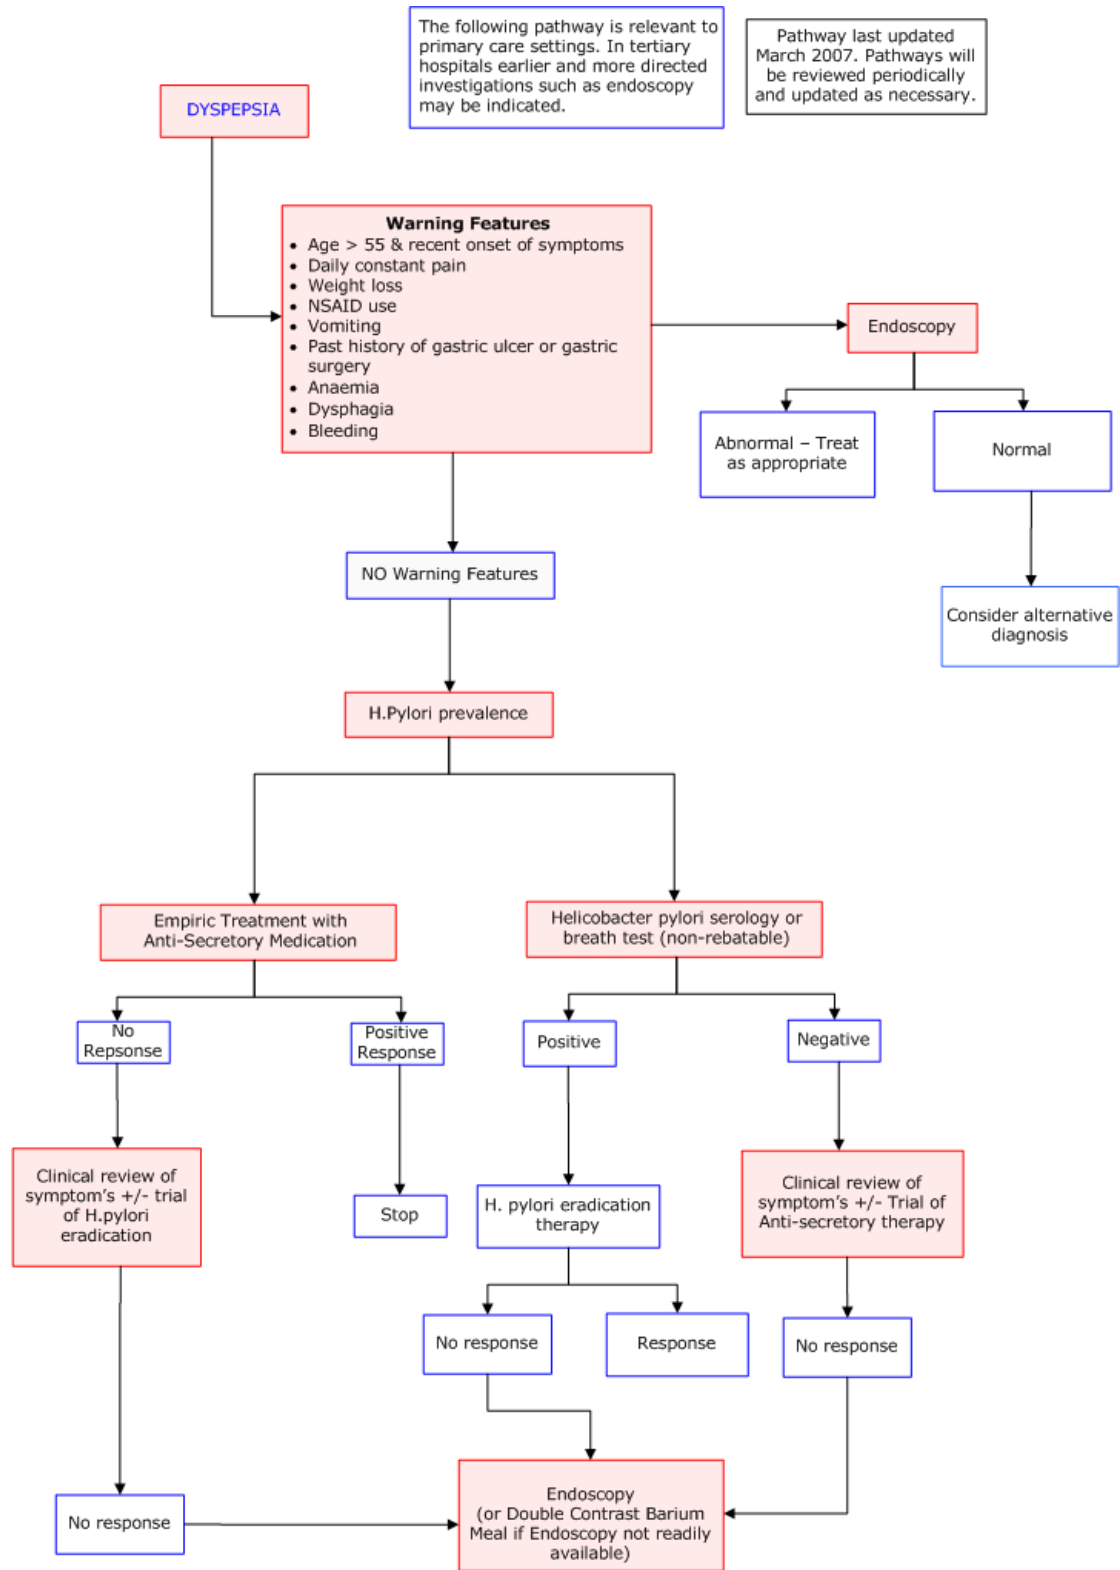 The following pathway is relevant to
primary care settings. In tertiary
hospitals earlier and more directed
investigations such as endoscopy
may be indicated.
Pathway last updated
March 2007. Pathways will
be reviewed periodically
and updated as necessary.
DYSPEPSIA
Warning Features
• Age > 55 & recent onset of symptoms
• Daily constant pain
• Weight loss
• NSAID use
• Vomiting
• Past history of gastric ulcer or gastric
surgery
• Anaemia
• Dysphagia
• Bleeding
Endoscopy
Abnormal – Treat
as appropriate
Normal
Consider alternative
diagnosis
NO Warning Features
H.Pylori prevalence
Empiric Treatment with
Anti-Secretory Medication
Helicobacter pylori serology or
breath test (non-rebatable)
No
Repsonse
Positive
Response
Positive
Negative
Clinical review of
symptom's +/- trial
of H.pylori
eradication
Stop
H. pylori eradication
therapy
Clinical review of
symptom's +/- Trial of
Anti-secretory therapy
No response
Response
No response
No response
Endoscopy
(or Double Contrast Barium
Meal if Endoscopy not readily
available)